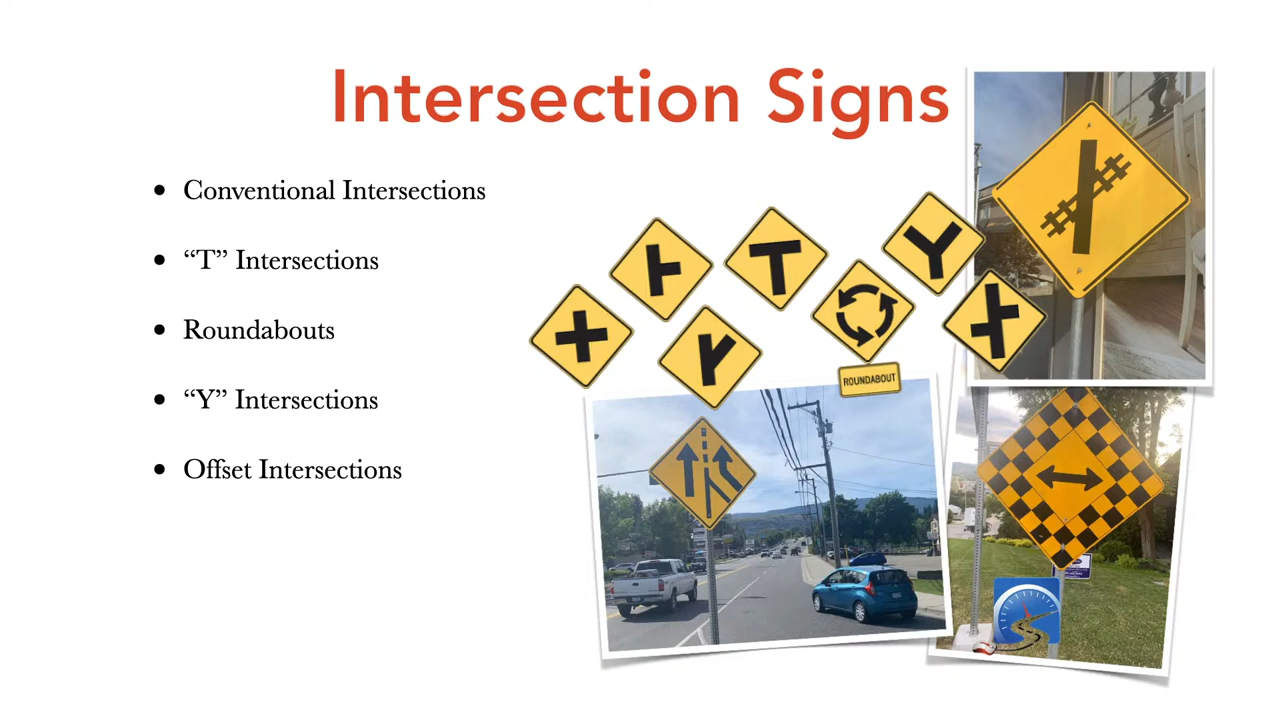 Intersection Signs
• Conventional Intersections
• “T” Intersections
• Roundabouts
• “Y” Intersections
• Offset Intersections
ROUNDABOUT